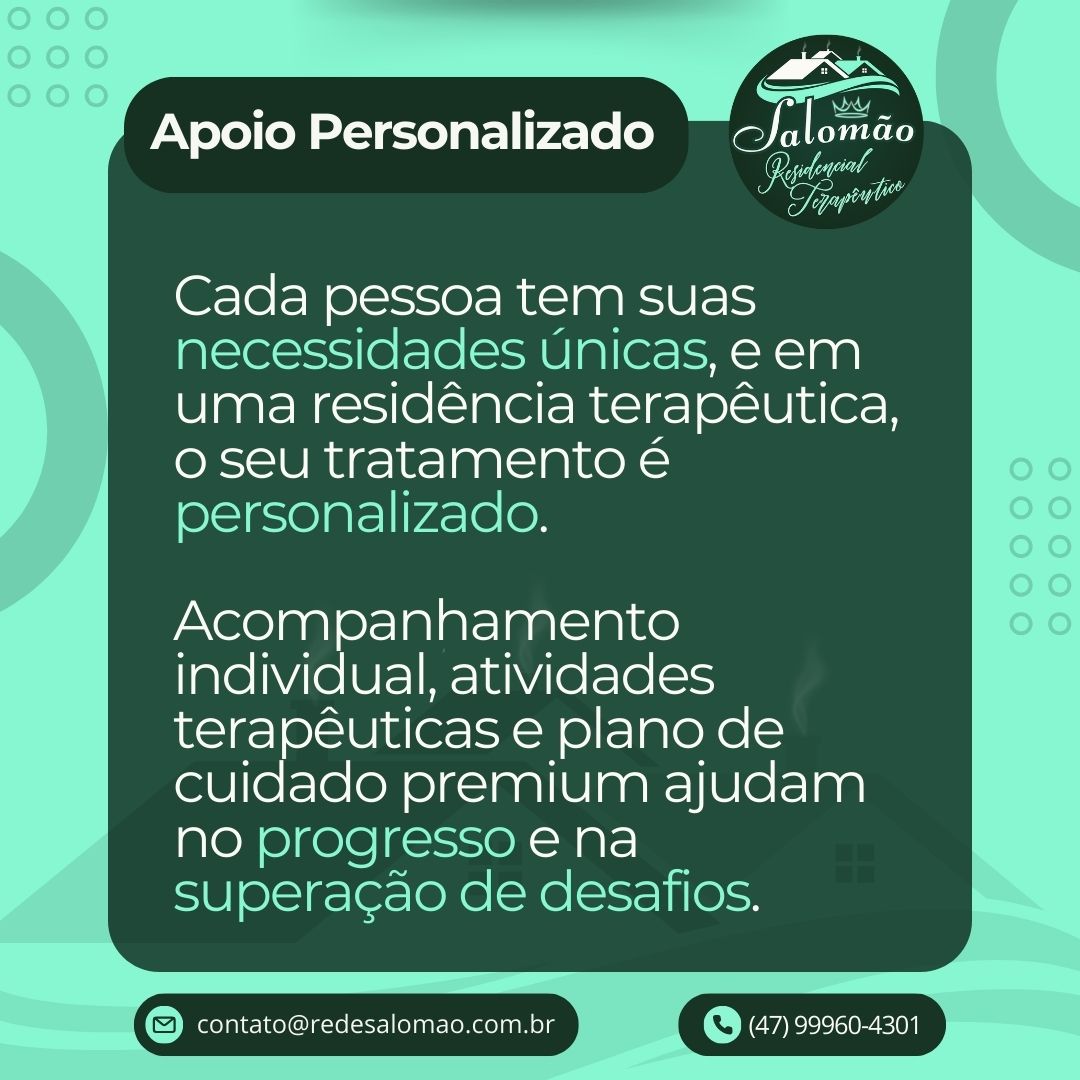 Apoio Personalizado
Salomão
Residencial
Terapêutico
Cada pessoa tem suas
necessidades únicas, e em
uma residência terapêutica,
o seu tratamento é
personalizado.
Acompanhamento
individual, atividades
terapêuticas e plano de
cuidado premium ajudam
no progresso e na
superação de desafios.
contato@redesalomao.com.br
(47) 99960-4301